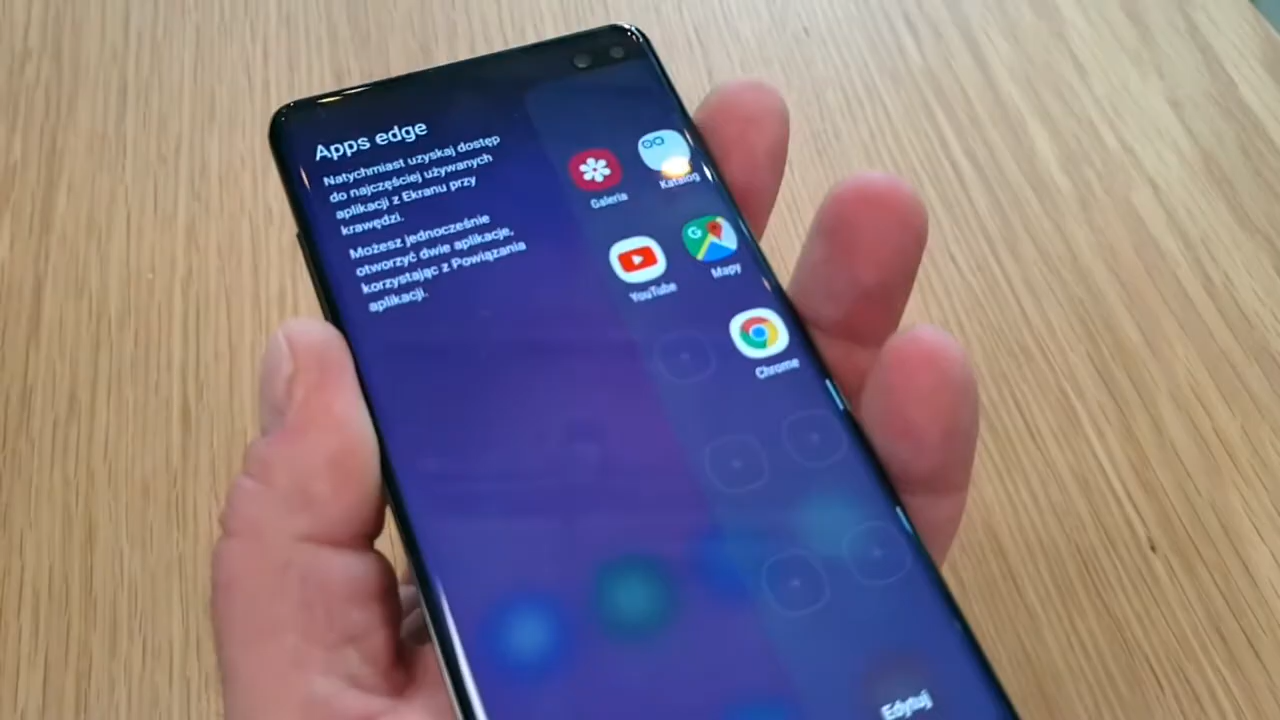 Apps edge
Natychmiast uzyskaj dostęp
do najczęściej używanych
aplikacji z Ekranu przy
krawędzi.
Możesz jednocześnie
otworzyć dwie aplikacje,
korzystając z Powiązania
aplikacji.
Galeria
Katalog
G
YouTube
Mapy
Chrome
Edytuj